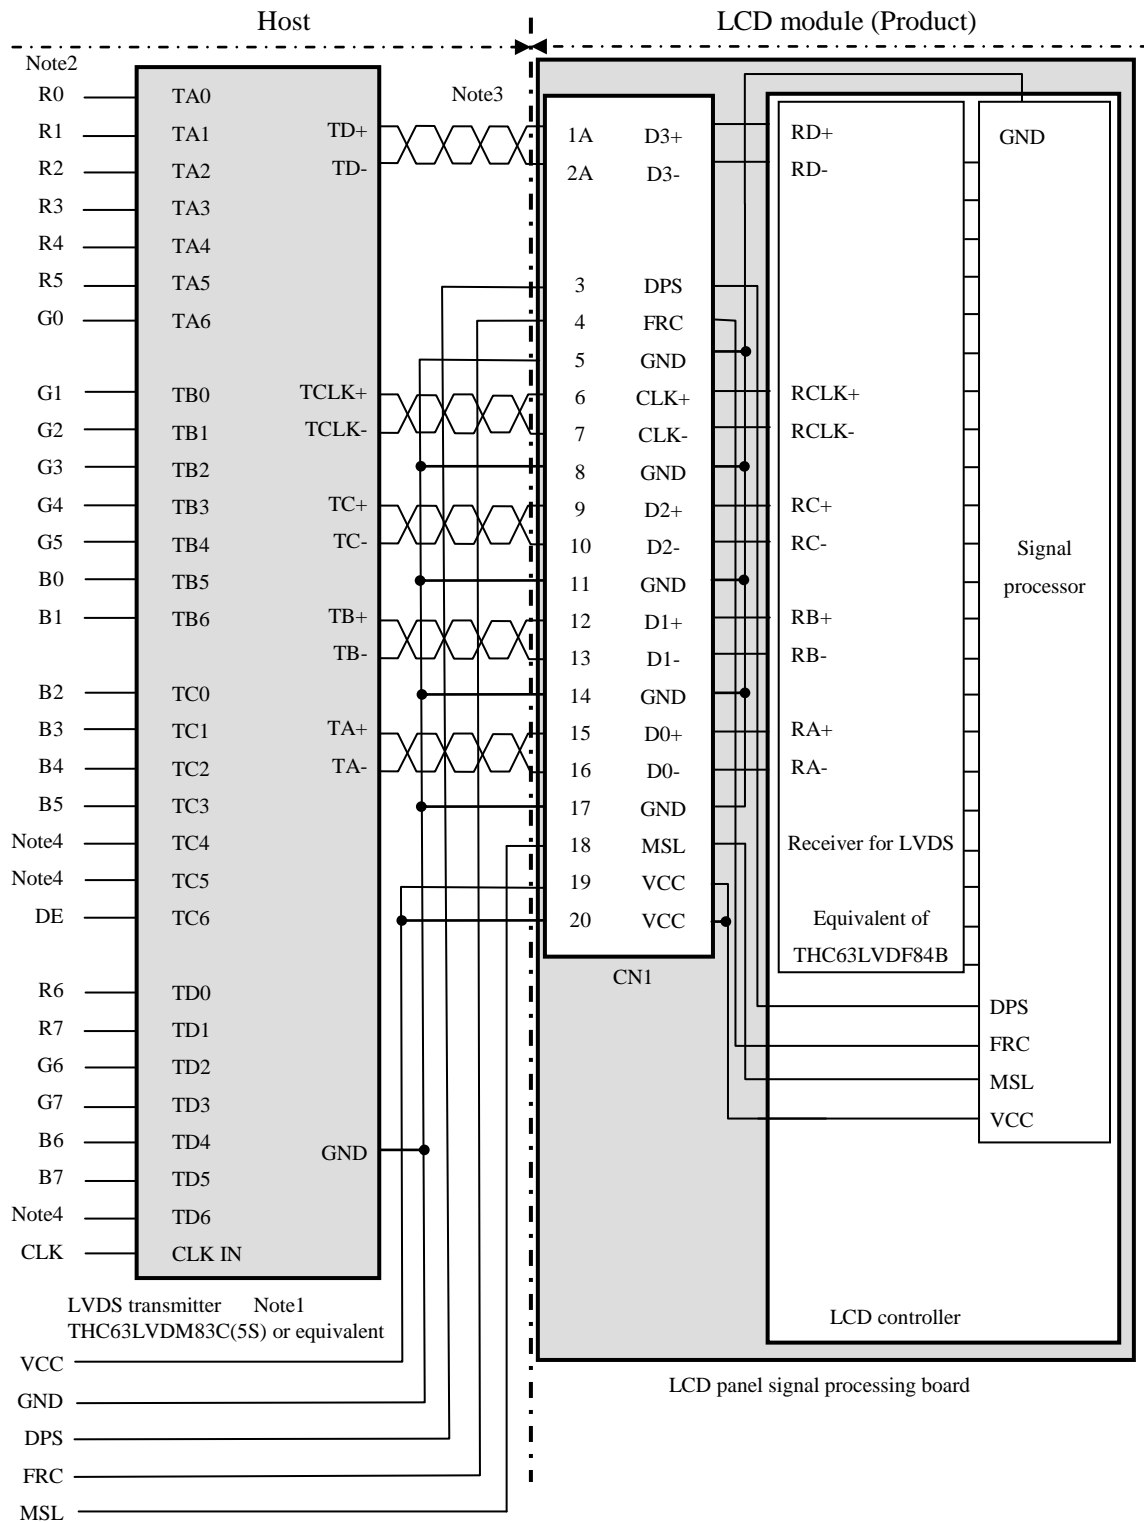 Host
LCD module (Product)
Note2
R0 TA0
R1 TA1
R2 TA2
R3 TA3
R4 TA4
R5 TA5
G0 TA6
G1 TB0
G2 TB1
G3 TB2
G4 TB3
G5 TB4
B0 TB5
B1 TB6
B2 TC0
B3 TC1
B4 TC2
B5 TC3
Note4 TC4
Note4 TC5
DE TC6
R6 TD0
R7 TD1
G6 TD2
G7 TD3
B6 TD4
B7 TD5
Note4 TD6
CLK CLK IN
Note3
TD+
TD-
TCLK+
TCLK-
TC+
TC-
TB+
TB-
TA+
TA-
GND
LVDS transmitter Note1
THC63LVDM83C(5S) or equivalent
VCC
GND
DPS
FRC
MSL
1A D3+
2A D3-
3 DPS
4 FRC
5 GND
6 CLK+
7 CLK-
8 GND
9 D2+
10 D2-
11 GND
12 D1+
13 D1-
14 GND
15 D0+
16 D0-
17 GND
18 MSL
19 VCC
20 VCC
CN1
RD+
RD-
RCLK+
RCLK-
RC+
RC-
RB+
RB-
RA+
RA-
Receiver for LVDS
Equivalent of
THC63LVDF84B
GND
Signal
processor
DPS
FRC
MSL
VCC
LCD controller
LCD panel signal processing board